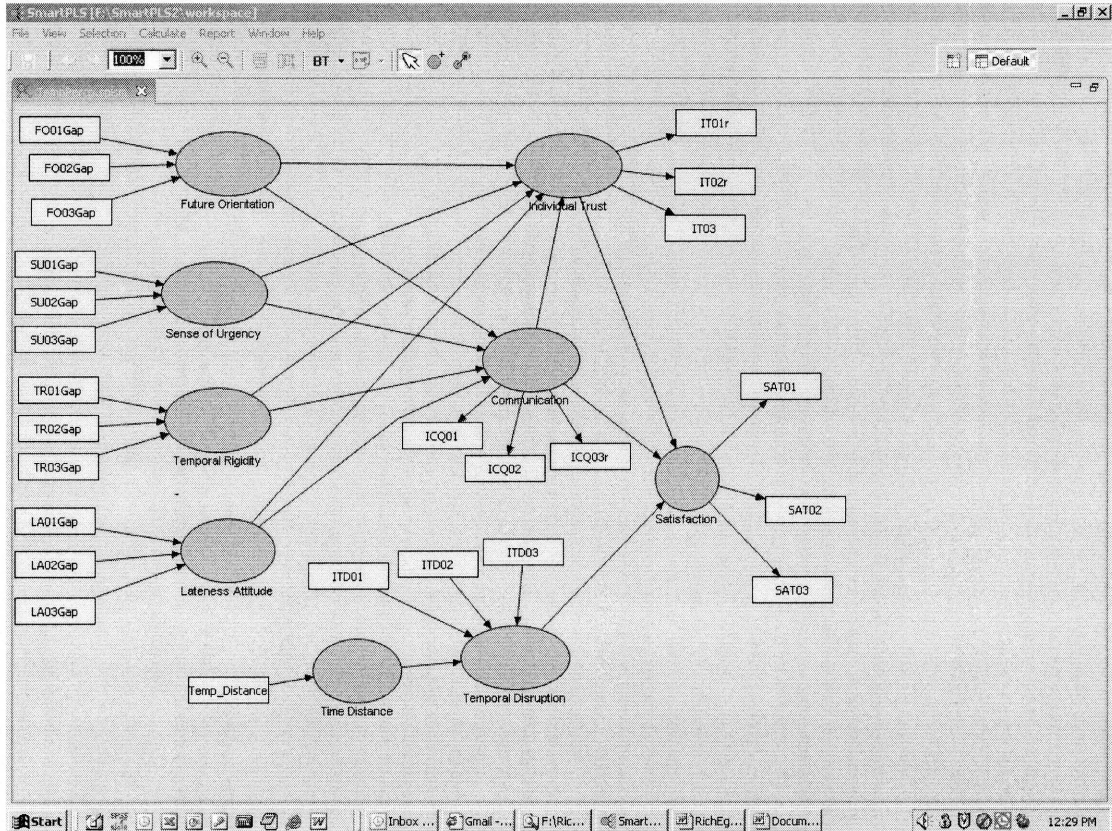 SmartPLS [F:\SmartPLS2\workspace]
File View Selection Calculate Report Window Help
100%
BT
Default
FO01Gap
FO02Gap
FO03Gap
Future Orientation
IT01r
IT02r
IT03
Individual Trust
SU01Gap
SU02Gap
SU03Gap
Sense of Urgency
TR01Gap
TR02Gap
TR03Gap
Temporal Rigidity
Communication
ICQ01
ICQ02
ICQ03r
SAT01
SAT02
SAT03
Satisfaction
LA01Gap
LA02Gap
LA03Gap
Lateness Attitude
ITD01
ITD02
ITD03
Temp_Distance
Time Distance
Temporal Disruption
Start
Inbox ...
Gmail -...
F:\Ric...
Smart...
RichEg...
Docum...
12:29 PM